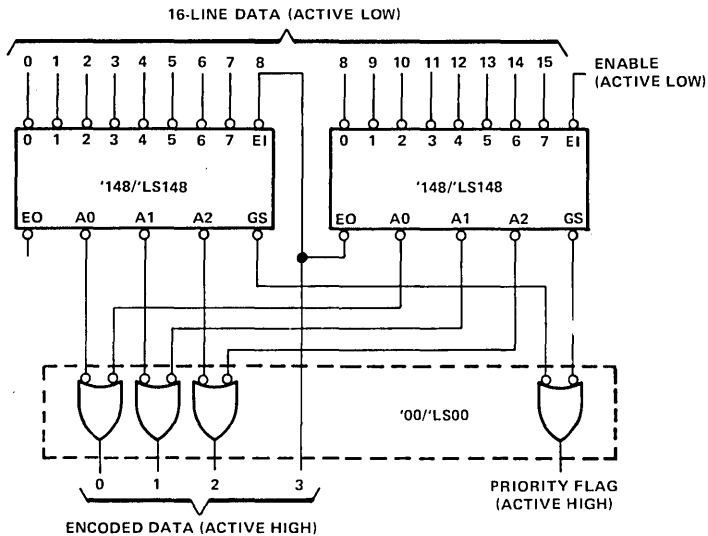 16-LINE DATA (ACTIVE LOW)
0 1 2 3 4 5 6 7 8 8 9 10 11 12 13 14 15 ENABLE
(ACTIVE LOW)
0 1 2 3 4 5 6 7 EI 0 1 2 3 4 5 6 7 EI
'148/'LS148 '148/'LS148
EO A0 A1 A2 GS EO A0 A1 A2 GS
'00/'LS00
0 1 2 3 PRIORITY FLAG
(ACTIVE HIGH)
ENCODED DATA (ACTIVE HIGH)